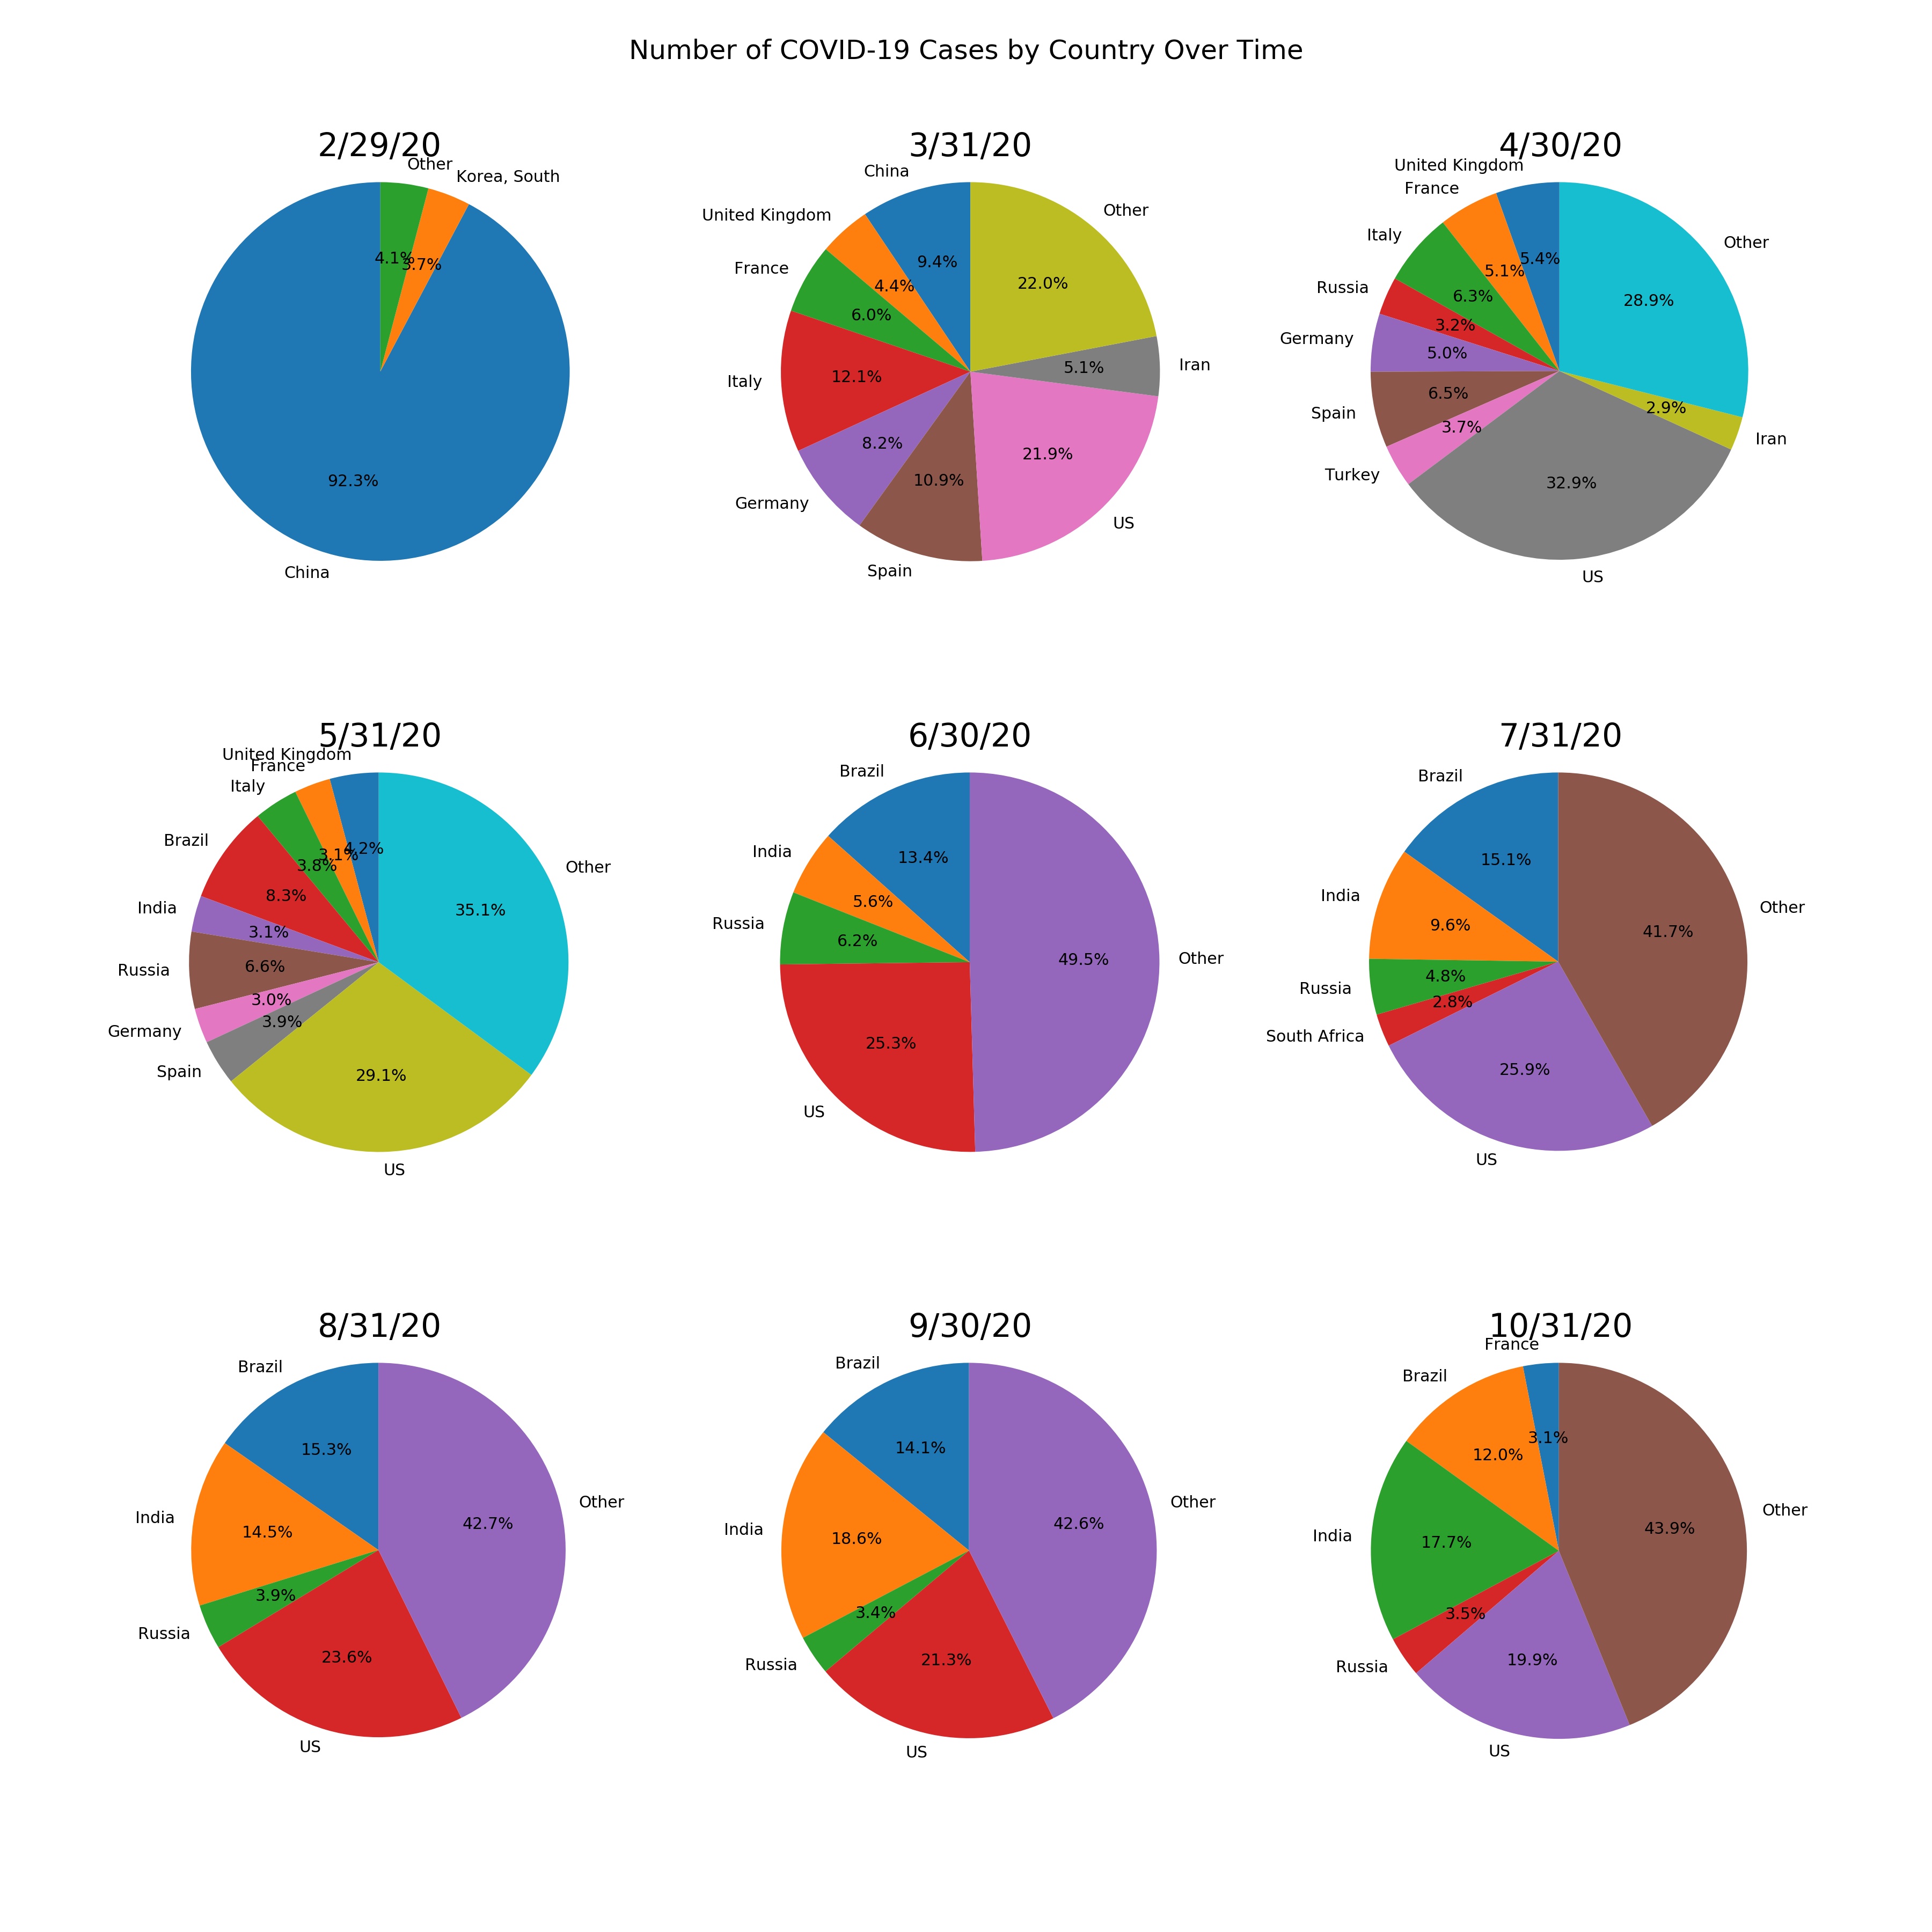 Number of COVID-19 Cases by Country Over Time
2/29/20
Other
Korea, South
4.1%
3.7%
92.3%
China
3/31/20
China
United Kingdom
France
Italy
Germany
Spain
US
Iran
Other
9.4%
4.4%
6.0%
12.1%
8.2%
10.9%
21.9%
5.1%
22.0%
4/30/20
United Kingdom
France
Italy
Russia
Germany
Spain
Turkey
US
Iran
Other
5.4%
5.1%
6.3%
3.2%
5.0%
6.5%
3.7%
32.9%
2.9%
28.9%
5/31/20
United Kingdom
France
Italy
Brazil
India
Russia
Germany
Spain
US
Other
4.2%
3.1%
3.8%
8.3%
3.1%
6.6%
3.0%
3.9%
29.1%
35.1%
6/30/20
Brazil
India
Russia
US
Other
13.4%
5.6%
6.2%
25.3%
49.5%
7/31/20
Brazil
India
Russia
South Africa
US
Other
15.1%
9.6%
4.8%
2.8%
25.9%
41.7%
8/31/20
Brazil
India
Russia
US
Other
15.3%
14.5%
3.9%
23.6%
42.7%
9/30/20
Brazil
India
Russia
US
Other
14.1%
18.6%
3.4%
21.3%
42.6%
10/31/20
France
Brazil
India
Russia
US
Other
3.1%
12.0%
17.7%
3.5%
19.9%
43.9%